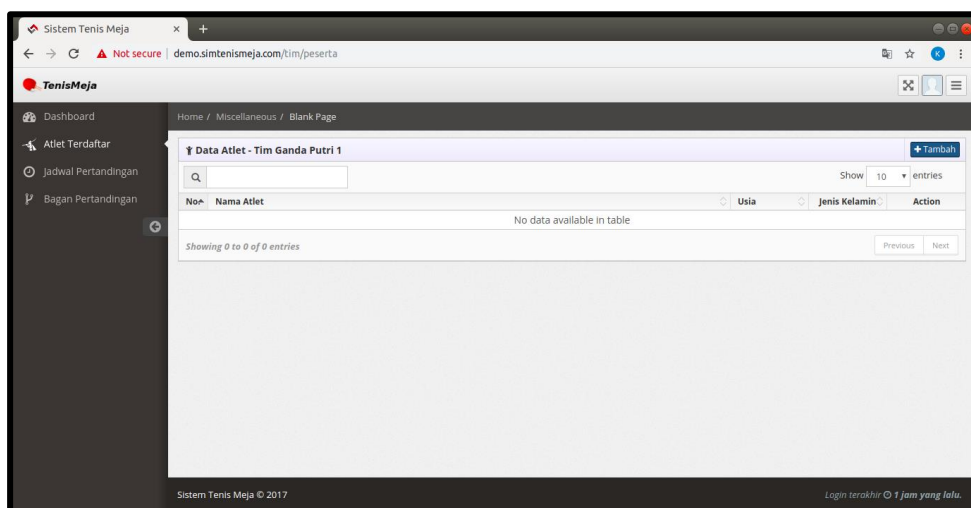 Sistem Tenis Meja
Not secure | demo.simtenismeja.com/tim/peserta
K
TenisMeja
Dashboard
Home / Miscellaneous / Blank Page
Atlet Terdaftar
Data Atlet - Tim Ganda Putri 1
+ Tambah
Jadwal Pertandingan
Show 10 entries
Bagan Pertandingan
No Nama Atlet Usia Jenis Kelamin Action
No data available in table
Showing 0 to 0 of 0 entries
Previous Next
Sistem Tenis Meja © 2017
Login terakhir 1 jam yang lalu.